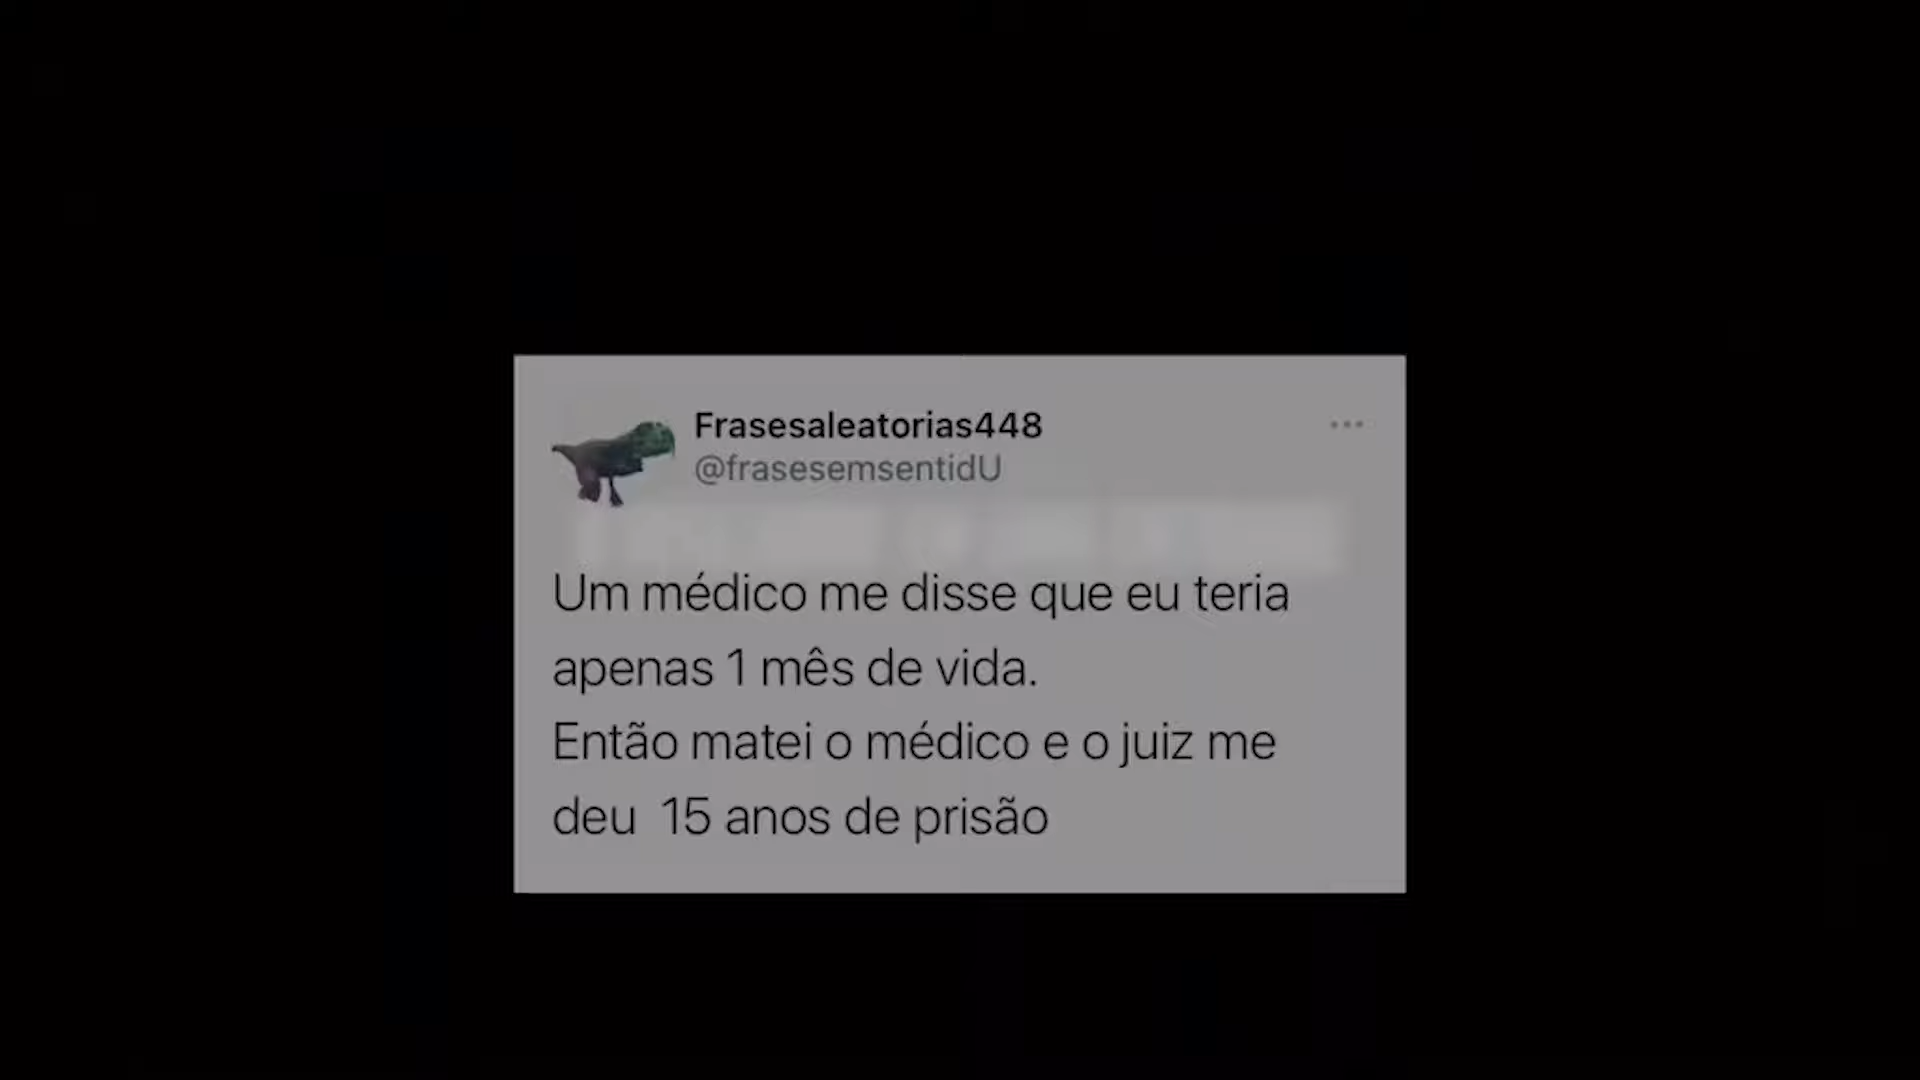 Frasesaleatorias448
@frasesemsentidU
Um médico me disse que eu teria
apenas 1 mês de vida.
Então matei o médico e o juiz me
deu 15 anos de prisão